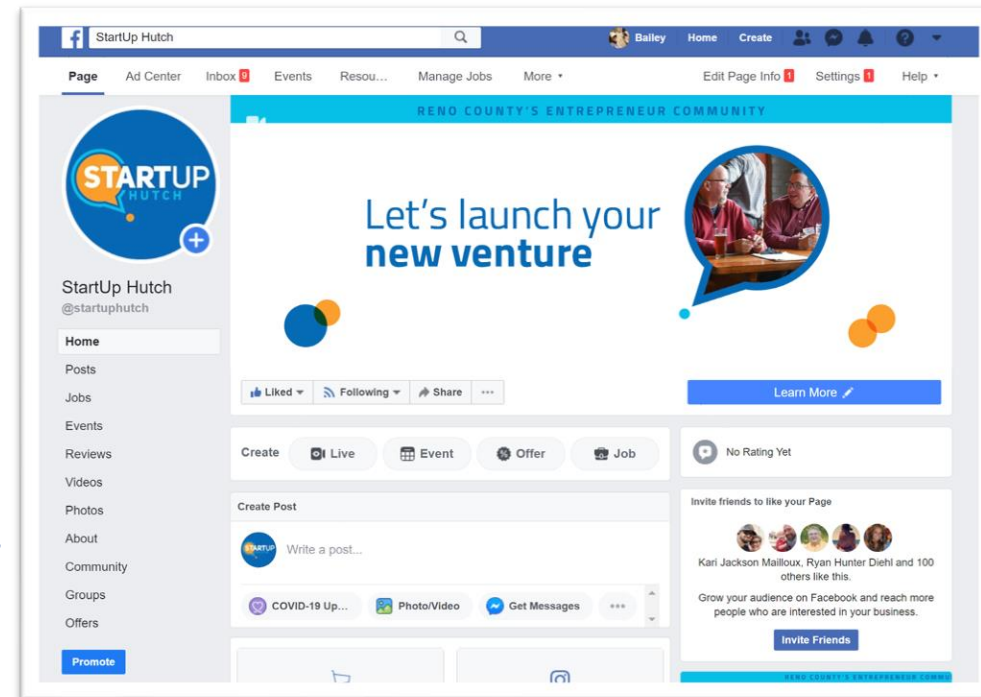 f StartUp Hutch Bailey Home Create
Page Ad Center Inbox 9 Events Resou... Manage Jobs More Edit Page Info 1 Settings 1 Help
RENO COUNTY'S ENTREPRENEUR COMMUNITY
STARTUP
HUTCH
Let's launch your
new venture
StartUp Hutch
@startuphutch
Home
Posts
Jobs
Events
Reviews
Videos
Photos
About
Community
Groups
Offers
Promote
Liked Following Share ... Learn More
Create Live Event Offer Job
No Rating Yet
Create Post
STARTUP Write a post...
COVID-19 Up... Photo/Video Get Messages ...
Invite friends to like your Page
Kari Jackson Mailloux, Ryan Hunter Diehl and 100
others like this.
Grow your audience on Facebook and reach more
people who are interested in your business.
Invite Friends
RENO COUNTY'S ENTREPRENEUR COMMU